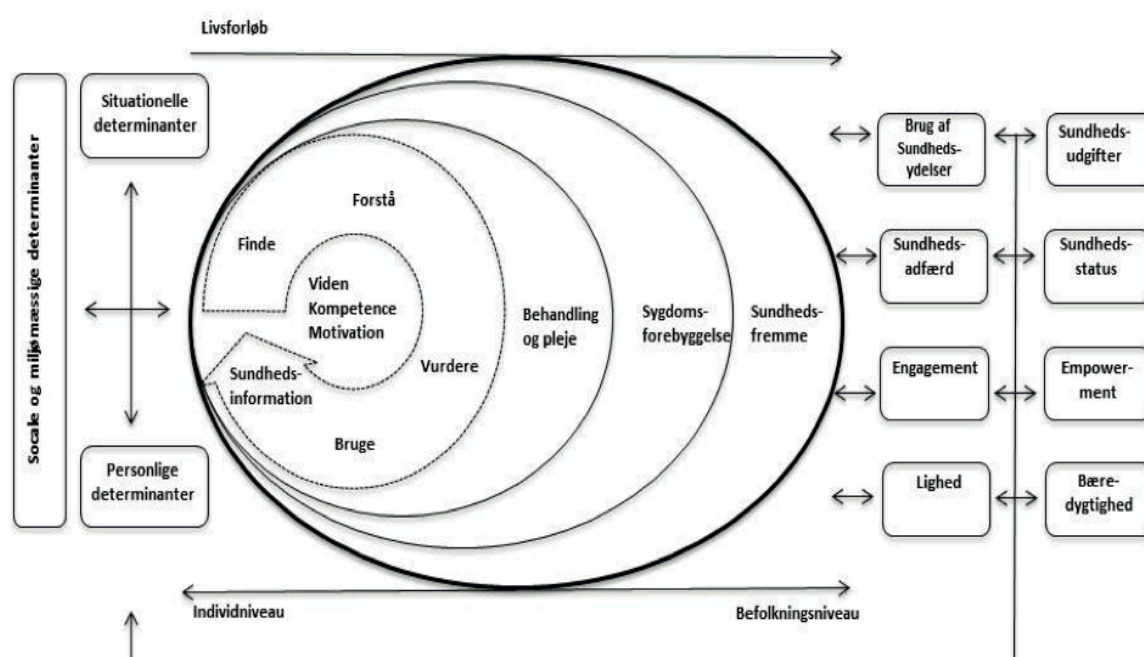 Livsforløb
Socale og miljømæssige determinanter
Situationelle
determinanter
Personlige
determinanter
Finde
Forstå
Viden
Kompetence
Motivation
Sundheds-
information
Vurdere
Bruge
Behandling
og pleje
Sygdoms-
forebyggelse
Sundheds-
fremme
Brug af
Sundheds-
ydelser
Sundheds-
udgifter
Sundheds-
adfærd
Sundheds-
status
Engagement
Empower-
ment
Lighed
Bære-
dygtighed
Individniveau
Befolkningsniveau